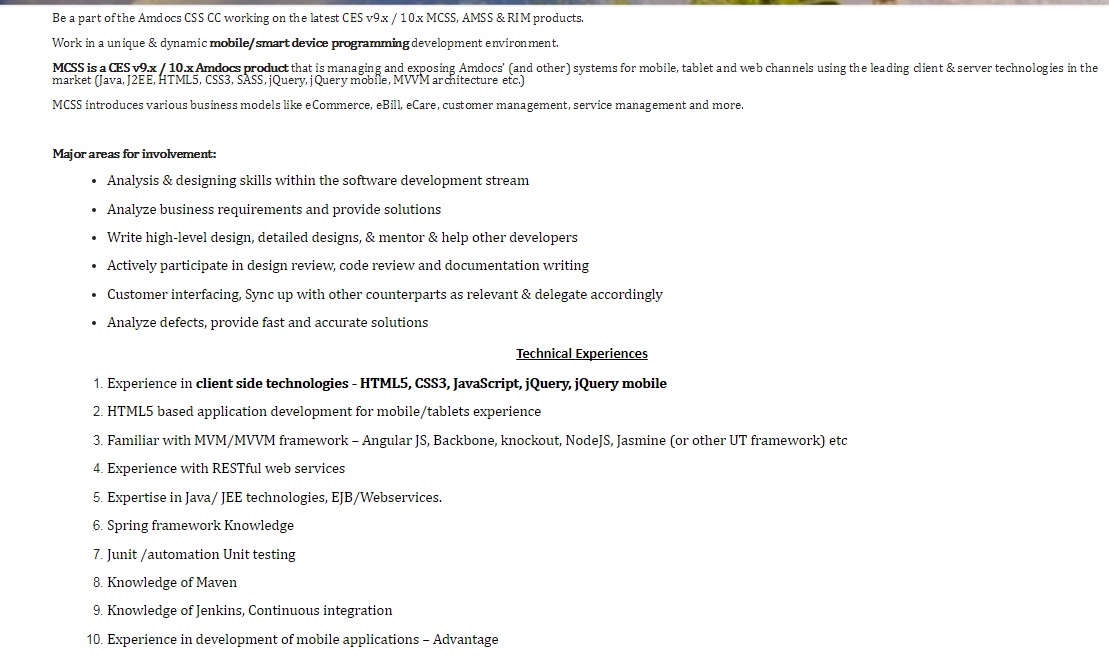 Be a part of the Amdocs CSS CC working on the latest CES v9.x / 10.x MCSS, AMSS & RIM products.
Work in a unique & dynamic mobile/smart device programming development environment.
MCSS is a CES v9.x / 10.x Amdocs product that is managing and exposing Amdocs' (and other) systems for mobile, tablet and web channels using the leading client & server technologies in the
market (Java, J2EE, HTML5, CSS3, SASS, jQuery, jQuery mobile, MVVM architecture etc.)
MCSS introduces various business models like eCommerce, eBill, eCare, customer management, service management and more.
Major areas for involvement:
• Analysis & designing skills within the software development stream
• Analyze business requirements and provide solutions
• Write high-level design, detailed designs, & mentor & help other developers
• Actively participate in design review, code review and documentation writing
• Customer interfacing, Sync up with other counterparts as relevant & delegate accordingly
• Analyze defects, provide fast and accurate solutions
Technical Experiences
1. Experience in client side technologies - HTML5, CSS3, JavaScript, jQuery, jQuery mobile
2. HTML5 based application development for mobile/tablets experience
3. Familiar with MVM/MVVM framework – Angular JS, Backbone, knockout, NodeJS, Jasmine (or other UT framework) etc
4. Experience with RESTful web services
5. Expertise in Java/ JEE technologies, EJB/Webservices.
6. Spring framework Knowledge
7. Junit /automation Unit testing
8. Knowledge of Maven
9. Knowledge of Jenkins, Continuous integration
10. Experience in development of mobile applications – Advantage